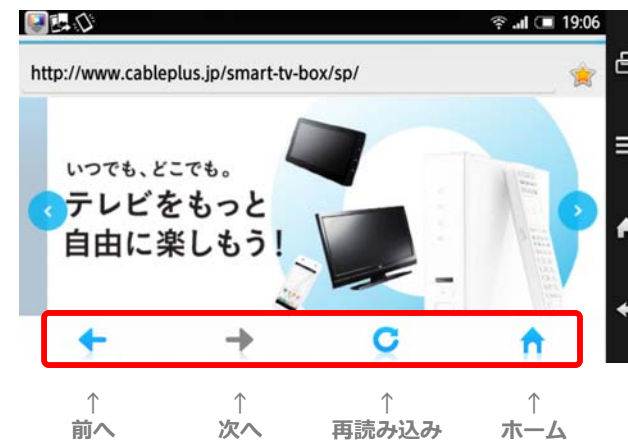 19:06
http://www.cableplus.jp/smart-tv-box/sp/
いつでも、どこでも。
テレビをもっと
自由に楽しもう!
↑ ↑ ↑ ↑
前へ 次へ 再読み込み ホーム